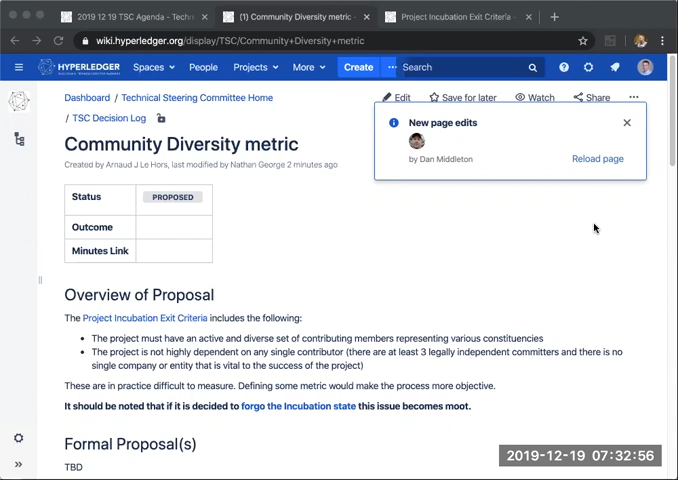 2019 12 19 TSC Agenda - Techn
(1) Community Diversity metric -
Project Incubation Exit Criteria -
wiki.hyperledger.org/display/TSC/Community+Diversity+metric
HYPERLEDGER
Spaces
People
Projects
More
Create
Search
Dashboard / Technical Steering Committee Home
Edit
Save for later
Watch
Share
/ TSC Decision Log
New page edits
by Dan Middleton
Reload page
Community Diversity metric
Created by Arnaud J Le Hors, last modified by Nathan George 2 minutes ago
Status PROPOSED
Outcome
Minutes Link
Overview of Proposal
The Project Incubation Exit Criteria includes the following:
• The project must have an active and diverse set of contributing members representing various constituencies
• The project is not highly dependent on any single contributor (there are at least 3 legally independent committers and there is no
single company or entity that is vital to the success of the project)
These are in practice difficult to measure. Defining some metric would make the process more objective.
It should be noted that if it is decided to forgo the Incubation state this issue becomes moot.
Formal Proposal(s)
TBD
2019-12-19 07:32:56